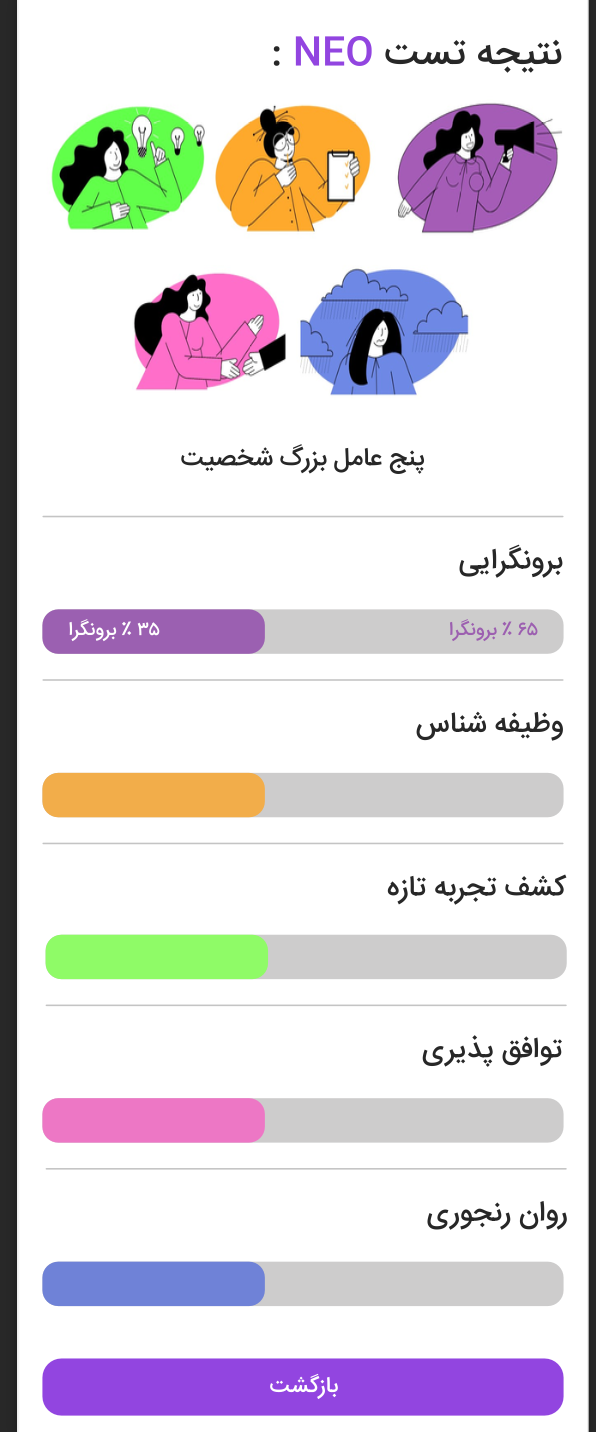 نتیجه تست NEO :
پنج عامل بزرگ شخصیت
برونگرایی
۶۵ ٪ برونگرا
۳۵ ٪ برونگرا
وظیفه شناس
کشف تجربه تازه
توافق پذیری
روان رنجوری
بازگشت